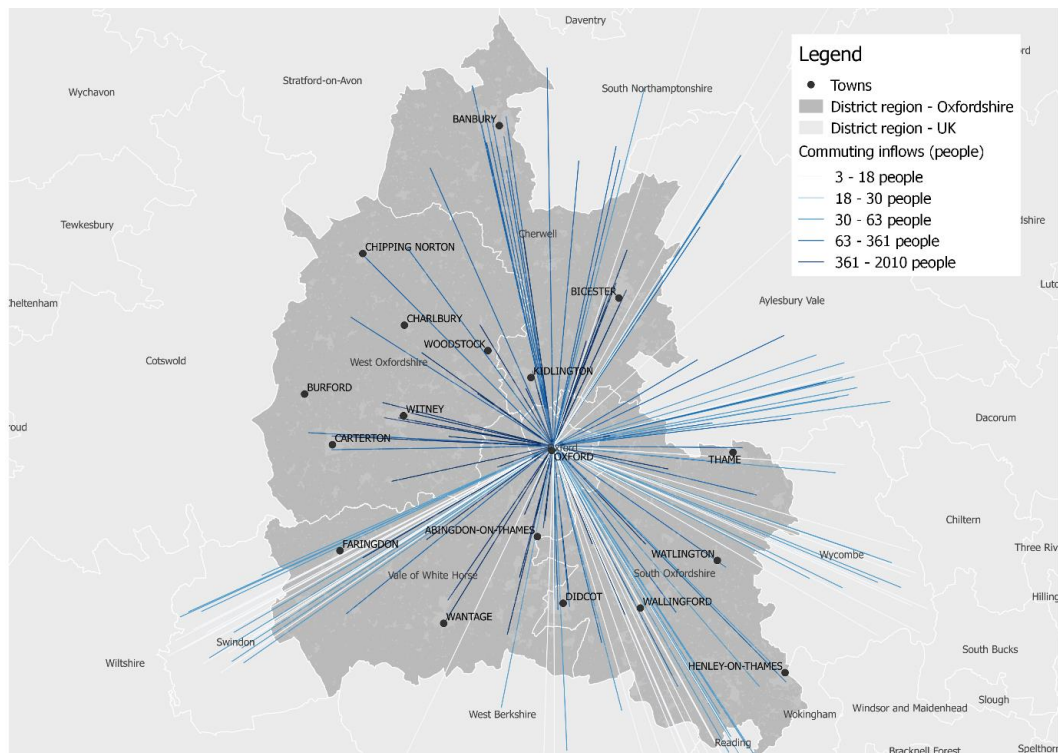 Daventry
Stratford-on-Avon
Wychavon
South Northamptonshire
BANBURY
Legend
Towns
District region - Oxfordshire
District region - UK
Commuting inflows (people)
3 - 18 people
18 - 30 people
30 - 63 people
63 - 361 people
361 - 2010 people
Tewkesbury
Cherwell
CHIPPING NORTON
BICESTER
Aylesbury Vale
CHARLBURY
WOODSTOCK
Cotswold
West Oxfordshire
KIDLINGTON
BURFORD
WITNEY
Dacorum
CARTERTON
OXFORD
THAME
Chiltern
ABINGDON-ON-THAMES
FARINGDON
WATLINGTON
Wycombe
Vale of White Horse
South Oxfordshire
DIDCOT
WALLINGFORD
WANTAGE
Swindon
Wiltshire
South Bucks
HENLEY-ON-THAMES
Slough
West Berkshire
Wokingham
Windsor and Maidenhead
Reading
Bracknell Forest